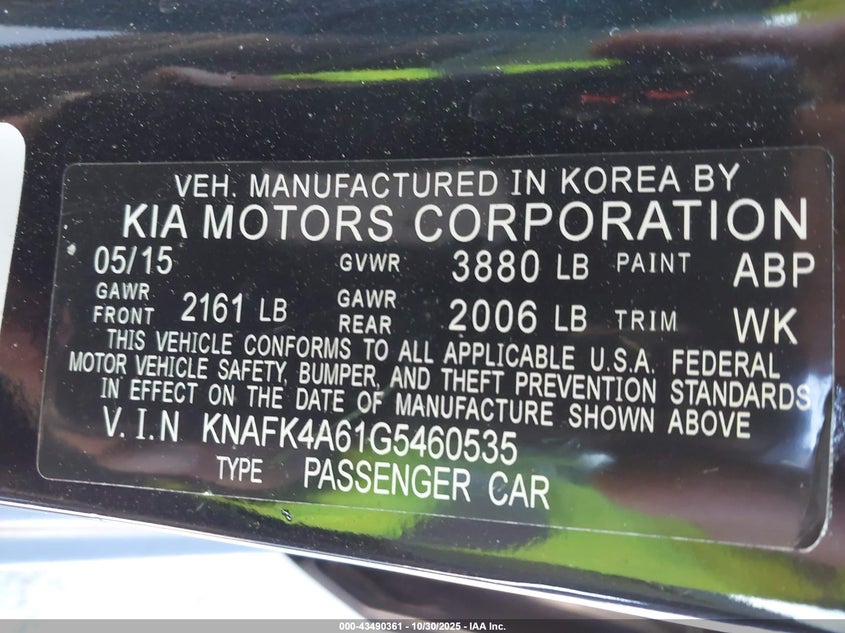 VEH. MANUFACTURED IN KOREA BY
KIA MOTORS CORPORATION
05/15 GVWR 3880 LB PAINT ABP
GAWR FRONT 2161 LB GAWR REAR 2006 LB TRIM WK
THIS VEHICLE CONFORMS TO ALL APPLICABLE U.S.A. FEDERAL
MOTOR VEHICLE SAFETY, BUMPER, AND THEFT PREVENTION STANDARDS
IN EFFECT ON THE DATE OF MANUFACTURE SHOWN ABOVE
V.I.N KNAFK4A61G5460535
TYPE PASSENGER CAR
000-43490361 - 10/30/2025 - IAA Inc.